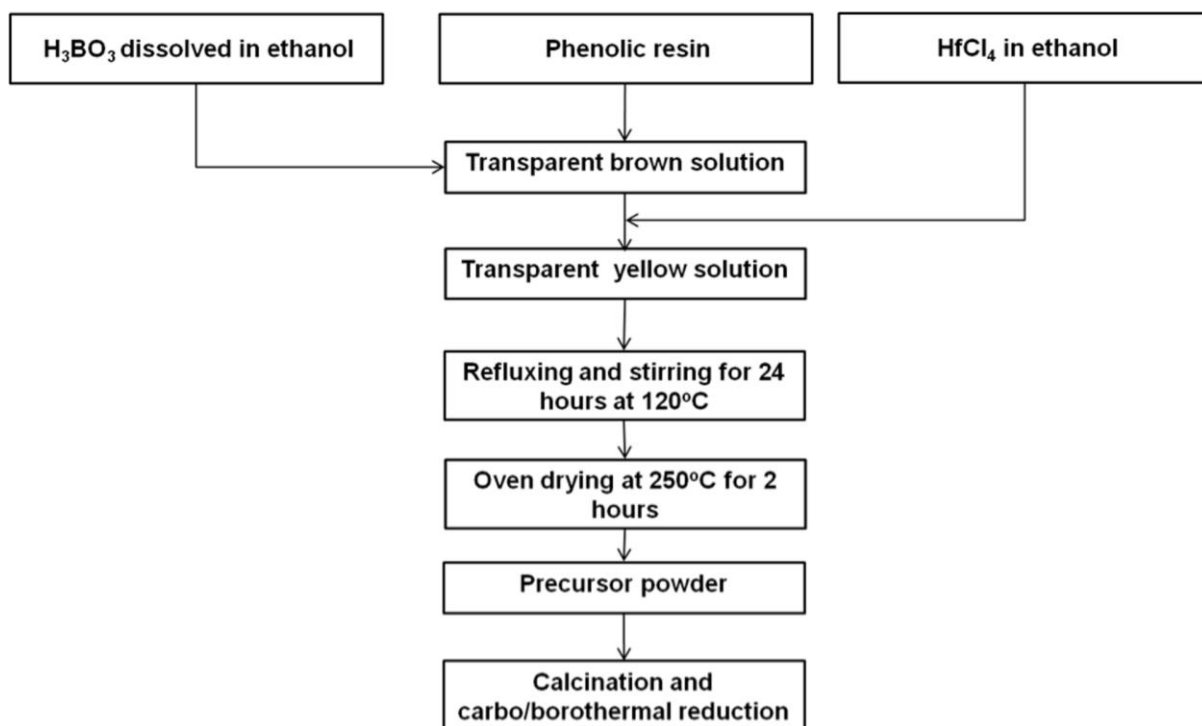 H₃BO₃ dissolved in ethanol
Phenolic resin
HfCl₄ in ethanol
Transparent brown solution
Transparent yellow solution
Refluxing and stirring for 24
hours at 120ºC
Oven drying at 250ºC for 2
hours
Precursor powder
Calcination and
carbo/borothermal reduction